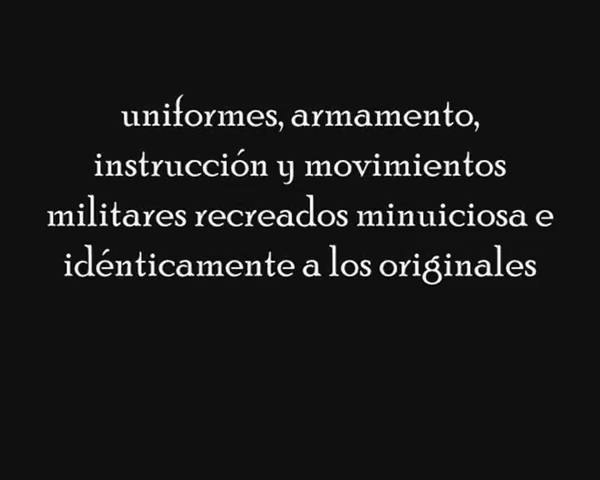 uniformes, armamento,
instrucción y movimientos
militares recreados minuiciosa e
idénticamente a los originales